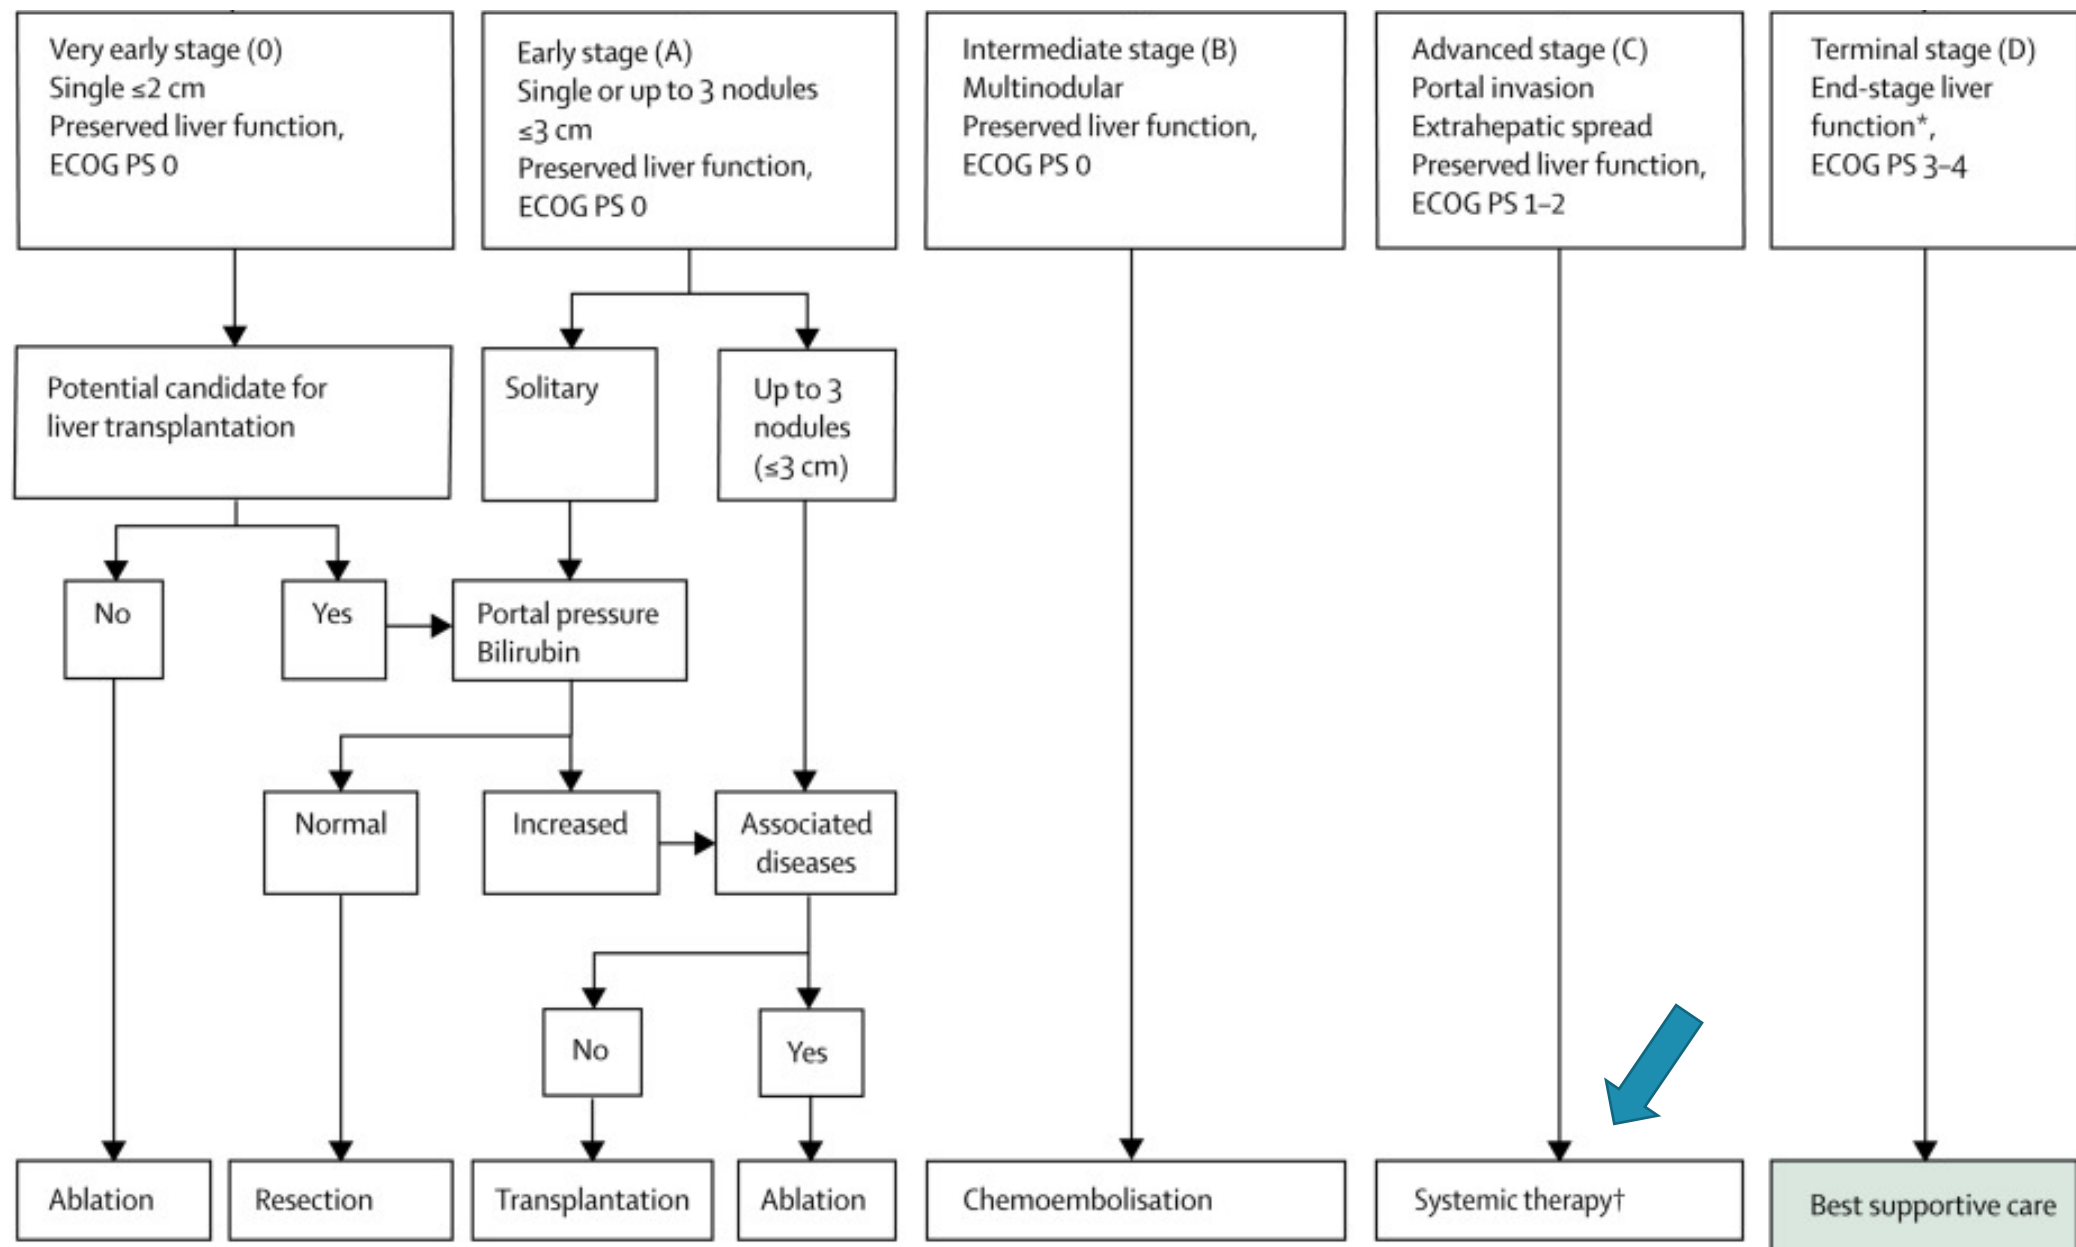 Very early stage (0)
Single ≤2 cm
Preserved liver function,
ECOG PS 0
Early stage (A)
Single or up to 3 nodules
≤3 cm
Preserved liver function,
ECOG PS 0
Intermediate stage (B)
Multinodular
Preserved liver function,
ECOG PS 0
Advanced stage (C)
Portal invasion
Extrahepatic spread
Preserved liver function,
ECOG PS 1–2
Terminal stage (D)
End-stage liver
function*,
ECOG PS 3–4
Potential candidate for
liver transplantation
Solitary
Up to 3
nodules
(≤3 cm)
No
Yes
Portal pressure
Bilirubin
Normal
Increased
Associated
diseases
No
Yes
Ablation
Resection
Transplantation
Ablation
Chemoembolisation
Systemic therapy†
Best supportive care